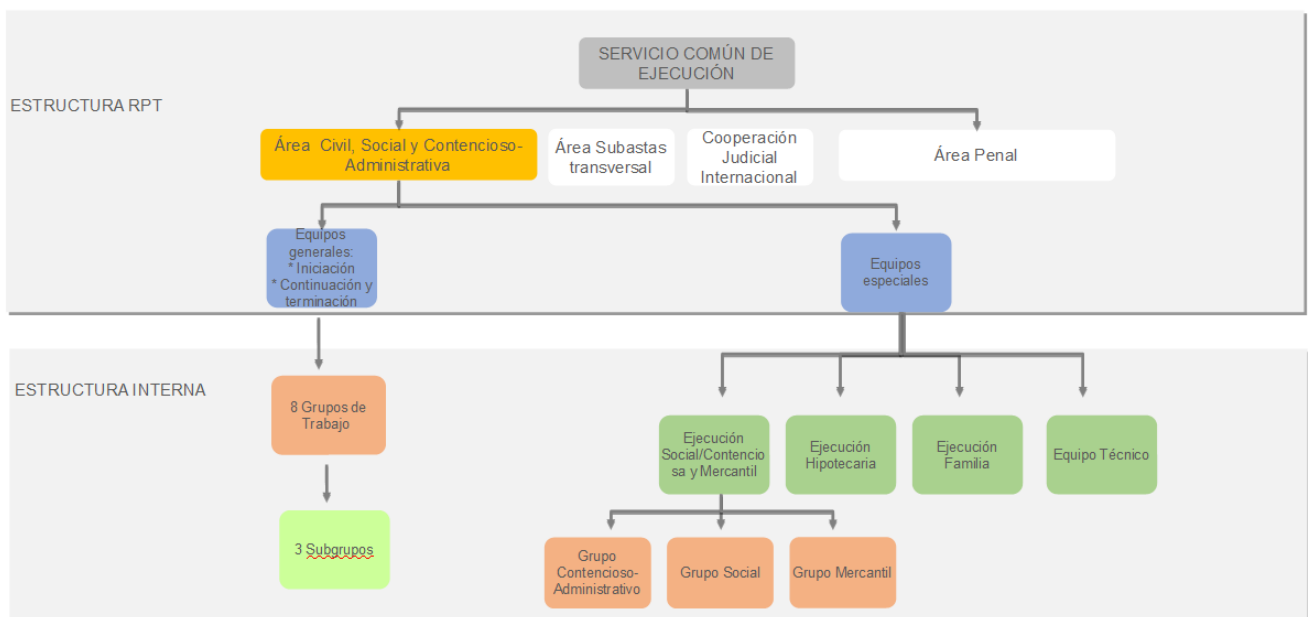 SERVICIO COMÚN DE
EJECUCIÓN
ESTRUCTURA RPT
Área Civil, Social y Contencioso-
Administrativa
Área Subastas
transversal
Cooperación
Judicial
Internacional
Área Penal
Equipos
generales:
* Iniciación
* Continuación y
terminación
Equipos
especiales
ESTRUCTURA INTERNA
8 Grupos de
Trabajo
Ejecución
Social/Contencio
sa y Mercantil
Ejecución
Hipotecaria
Ejecución
Familia
Equipo Técnico
3 Subgrupos
Grupo
Contencioso-
Administrativo
Grupo Social
Grupo Mercantil